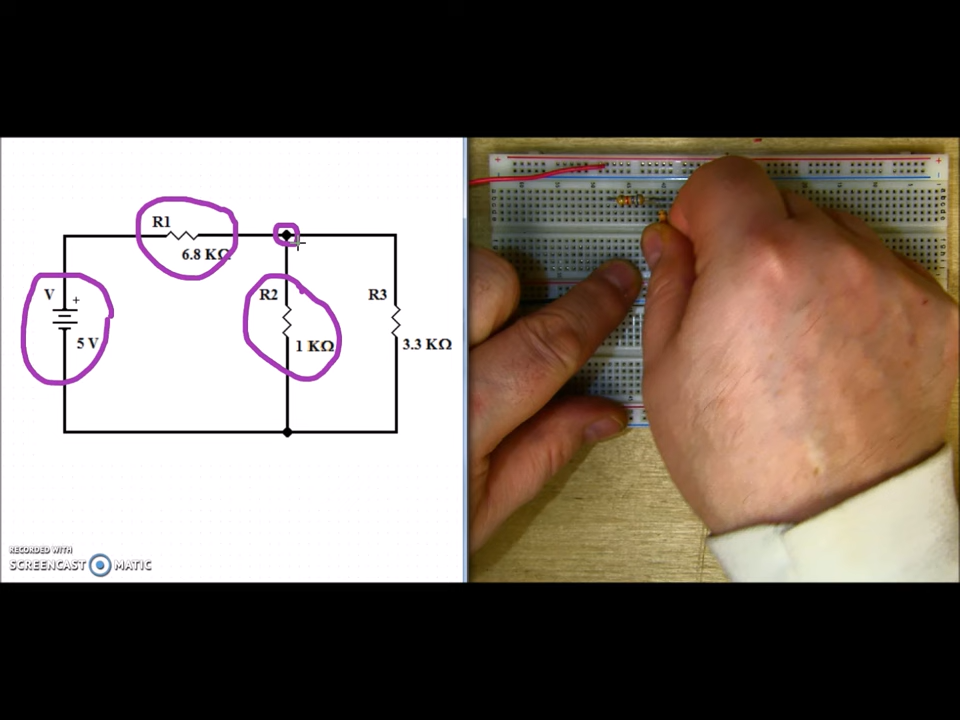 R1
6.8 KΩ
V
+
5 V
R2
1 KΩ
R3
3.3 KΩ
RECORDED WITH
SCREENCAST MATIC